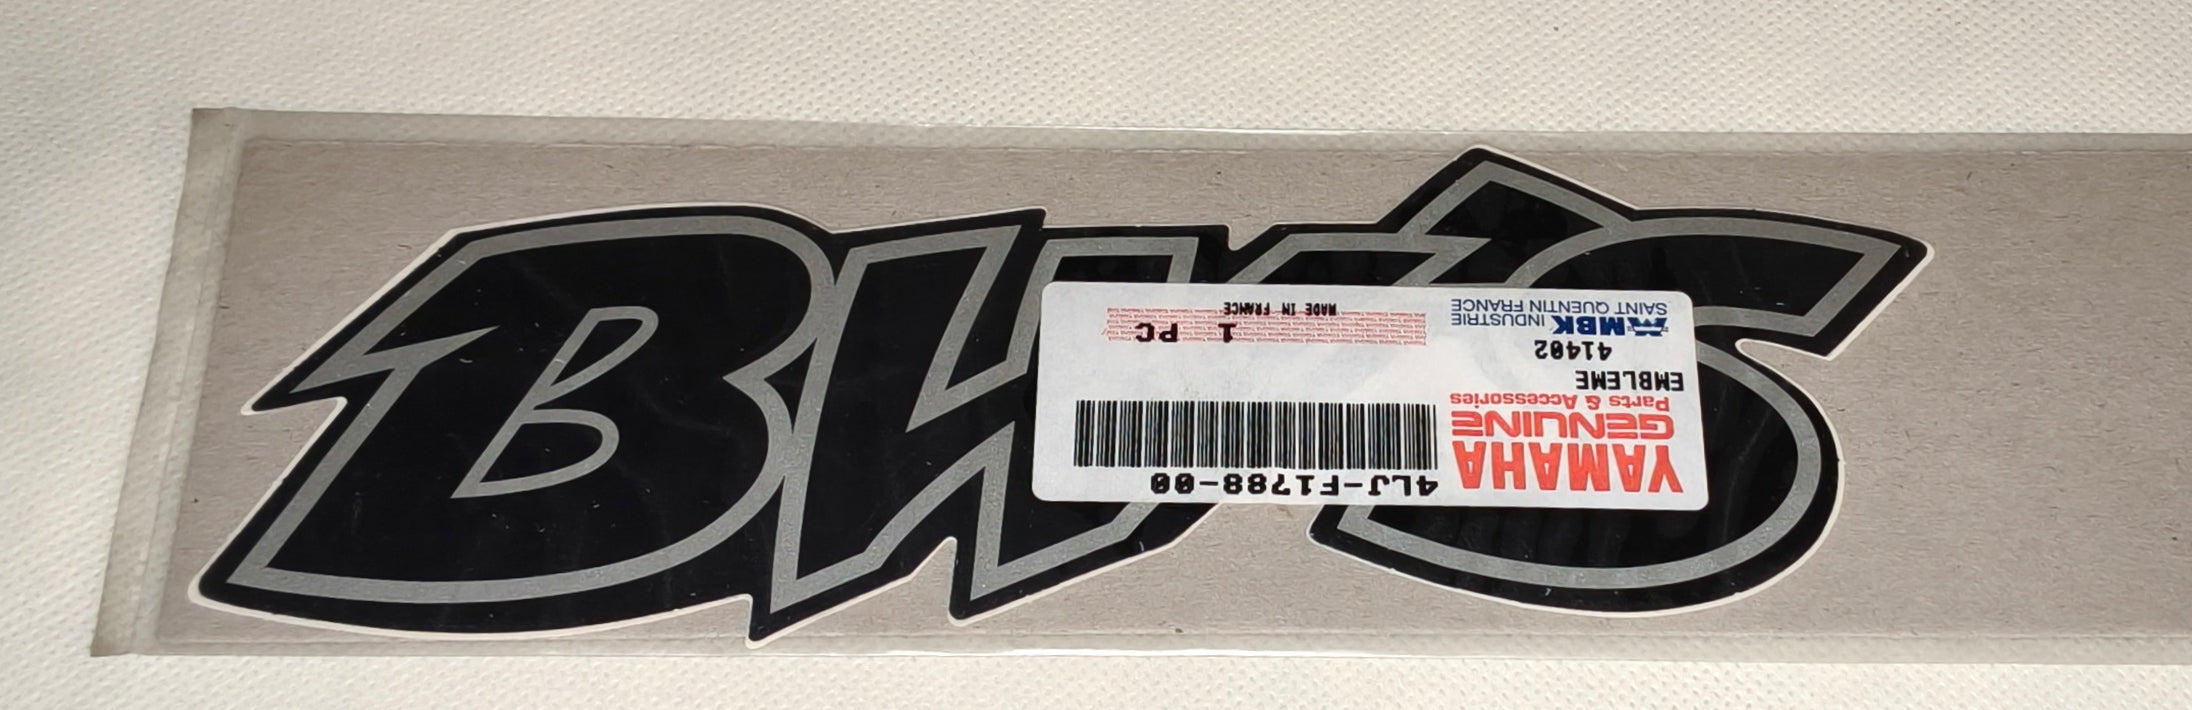 BW'S
YAMAHA
GENUINE
Parts & Accessories
4LJ-F1788-00
EMBLEME
41402
MBK INDUSTRIE
SAINT QUENTIN FRANCE
1 PC
MADE IN FRANCE